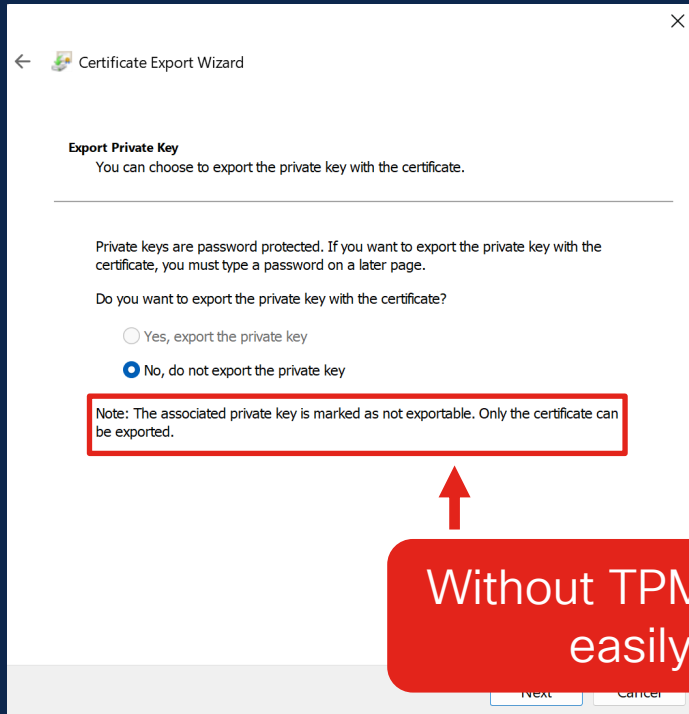 Certificate Export Wizard
Export Private Key
You can choose to export the private key with the certificate.
Private keys are password protected. If you want to export the private key with the
certificate, you must type a password on a later page.
Do you want to export the private key with the certificate?
Yes, export the private key
No, do not export the private key
Note: The associated private key is marked as not exportable. Only the certificate can
be exported.
Without TPM
easily
Next Cancel